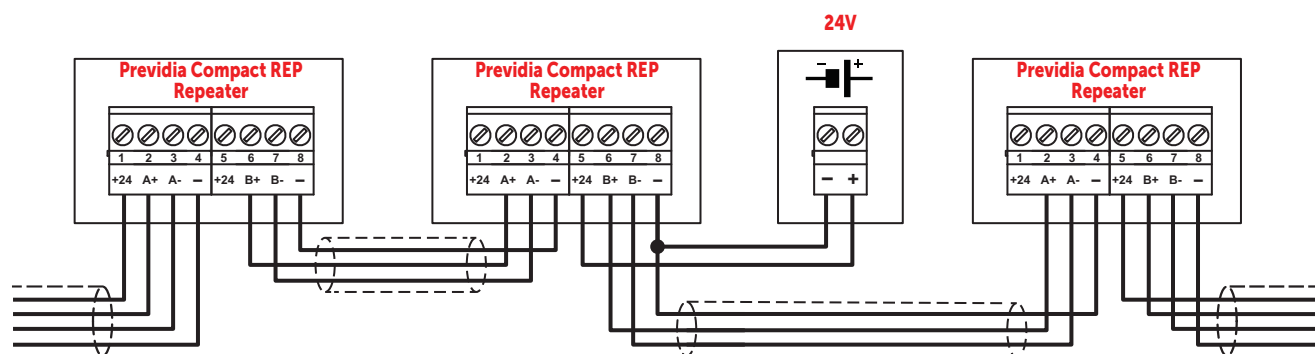 24V
Previdia Compact REP
Repeater
1 2 3 4 5 6 7 8
+24 A+ A- – +24 B+ B- –
Previdia Compact REP
Repeater
1 2 3 4 5 6 7 8
+24 A+ A- – +24 B+ B- –
- +
– +
Previdia Compact REP
Repeater
1 2 3 4 5 6 7 8
+24 A+ A- – +24 B+ B- –